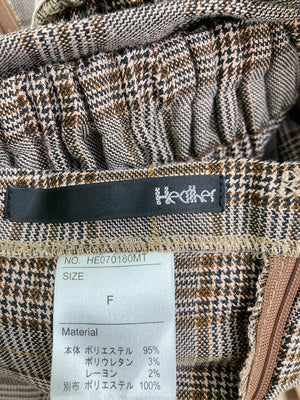 Heather
NO. HE070180MT
SIZE
F
Material
本体 ポリエステル 95%
ポリウレタン 3%
レーヨン 2%
別布 ポリエステル 100%